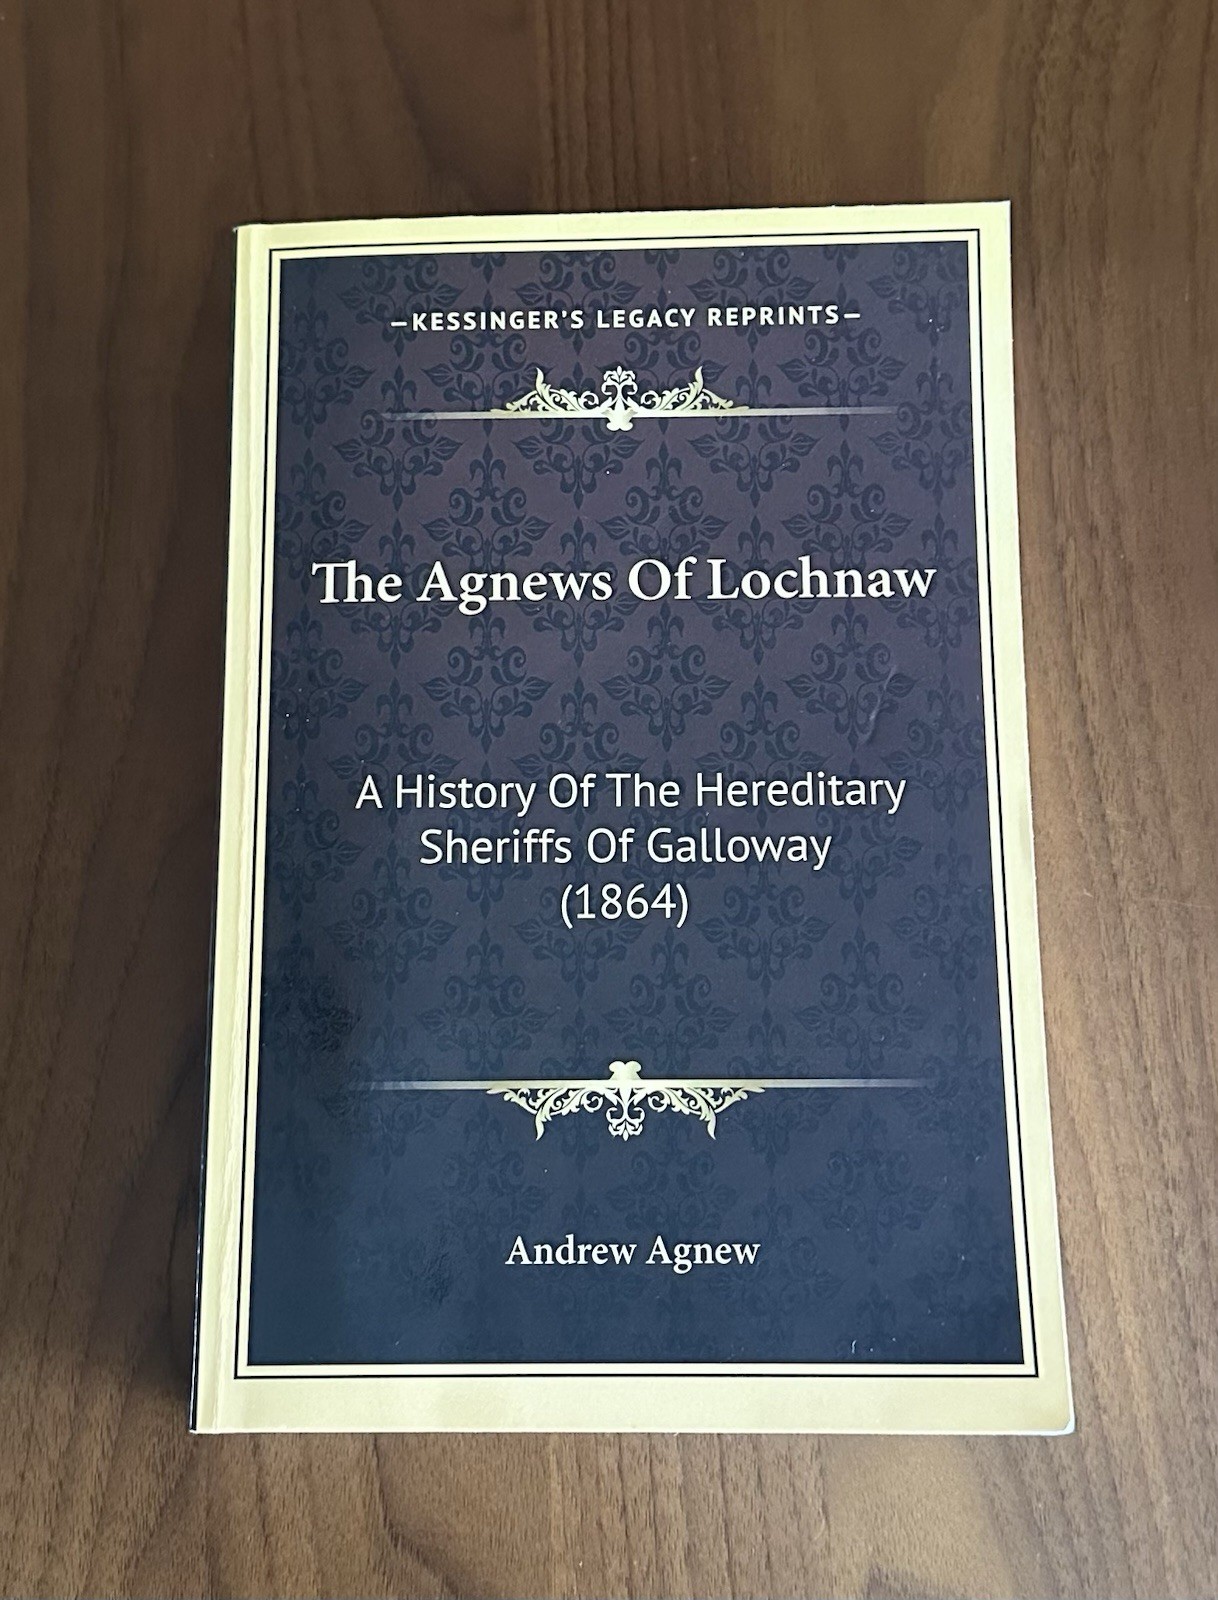 –KESSINGER'S LEGACY REPRINTS–
The Agnews Of Lochnaw
A History Of The Hereditary
Sheriffs Of Galloway
(1864)
Andrew Agnew